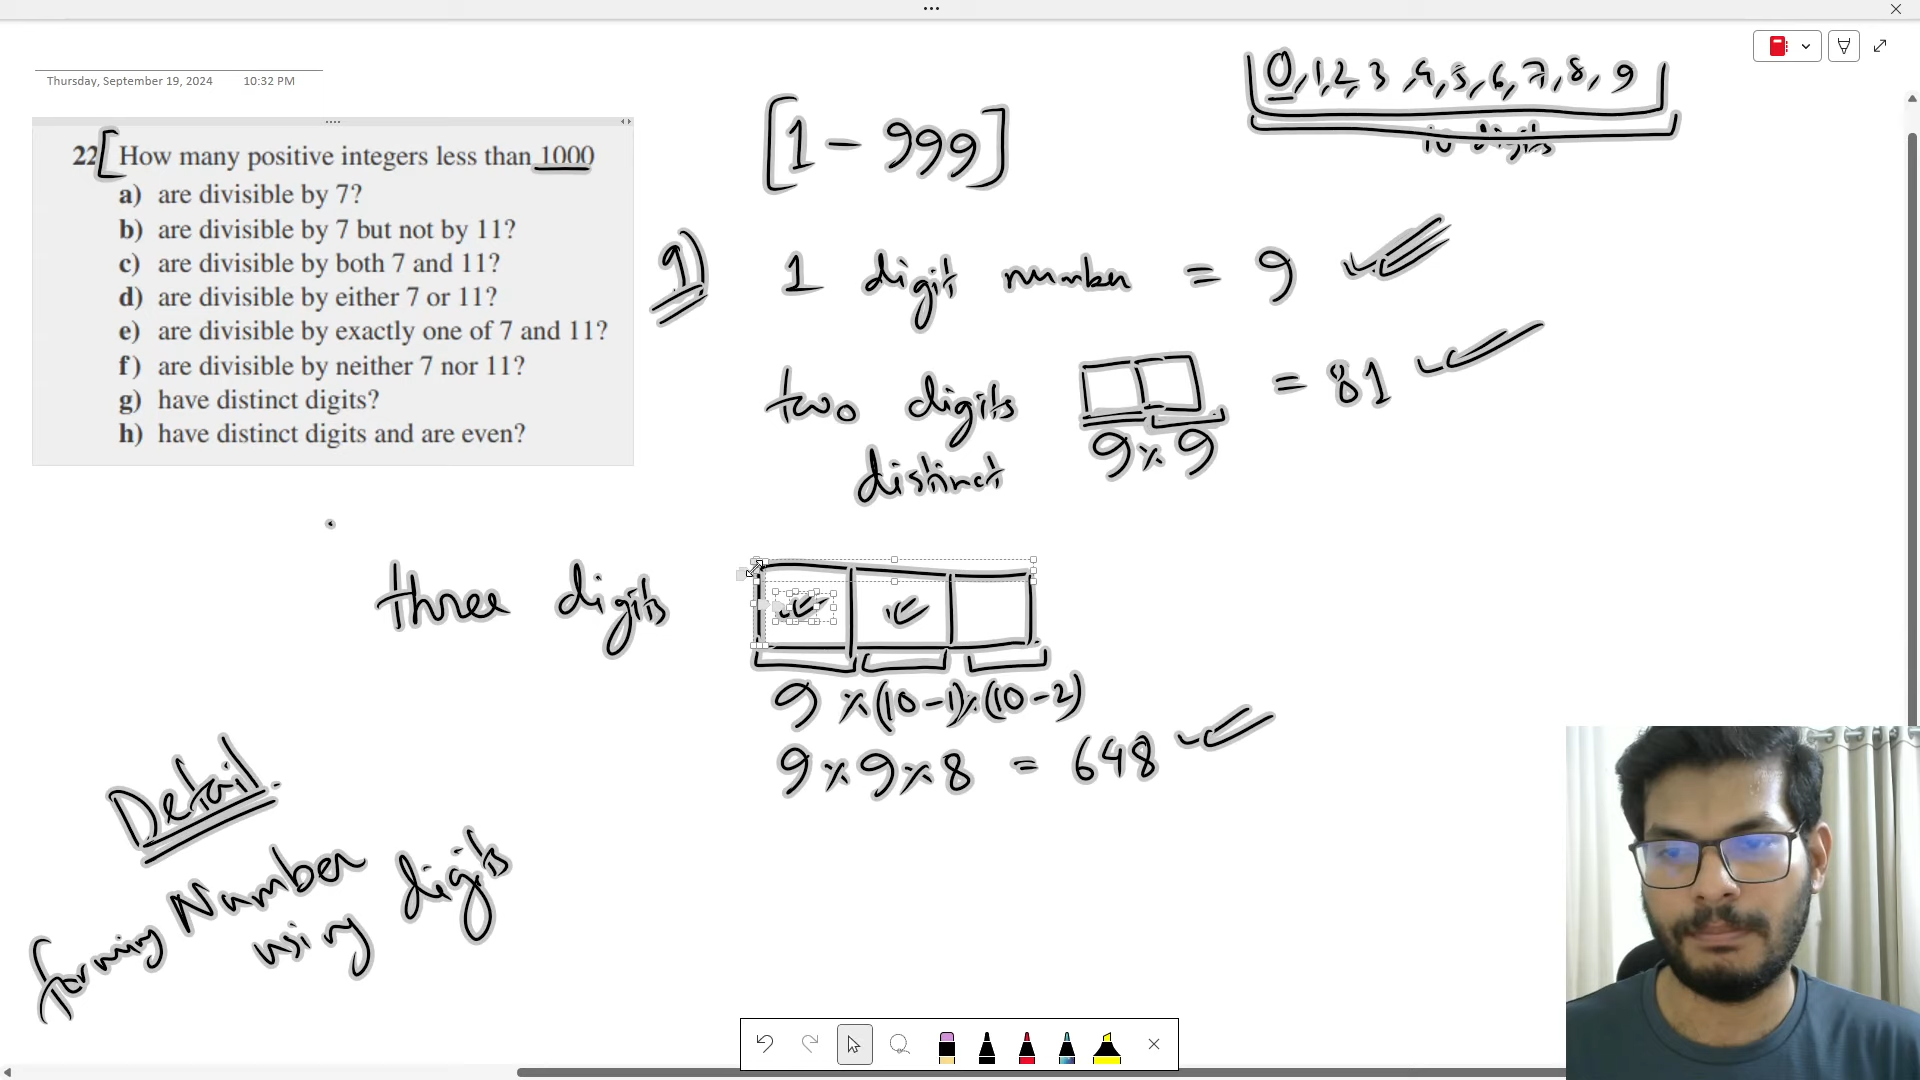 Thursday, September 19, 2024 10:32 PM
0, 1, 2, 3, 4, 5, 6, 7, 8, 9
10 digits
[1 - 999]
22. [How many positive integers less than 1000
a) are divisible by 7?
b) are divisible by 7 but not by 11?
c) are divisible by both 7 and 11?
d) are divisible by either 7 or 11?
e) are divisible by exactly one of 7 and 11?
f) are divisible by neither 7 nor 11?
g) have distinct digits?
h) have distinct digits and are even?
g) 1 digit number = 9
two digits = 81
distinct 9 x 9
three digits
9 x (10-1) x (10-2)
9 x 9 x 8 = 648
Detail
forming Number
using digits